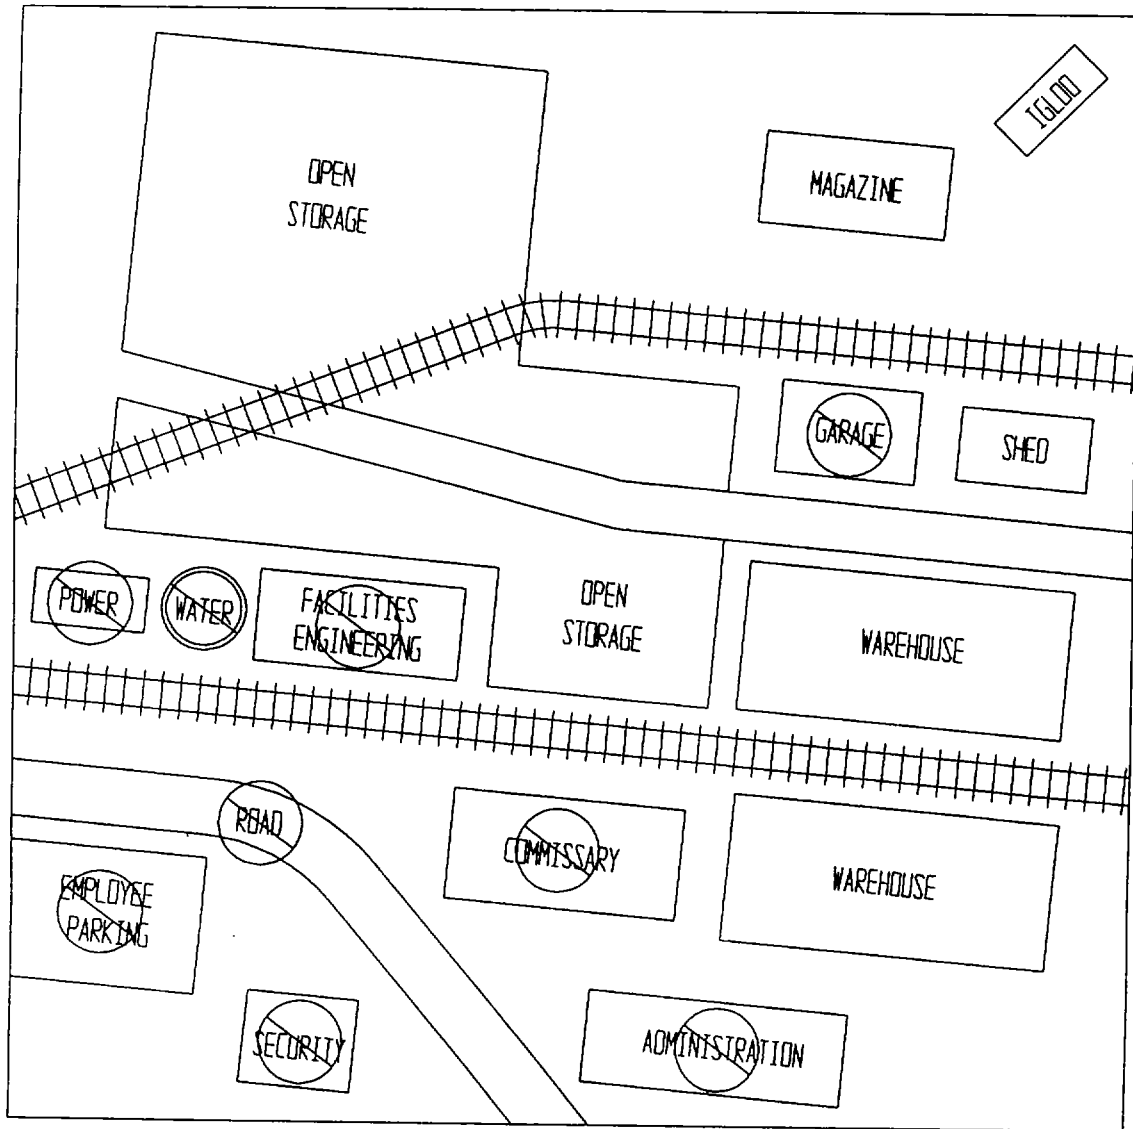 IGLOO
OPEN
STORAGE
MAGAZINE
GARAGE
SHED
POWER
WATER
FACILITIES
ENGINEERING
OPEN
STORAGE
WAREHOUSE
ROAD
COMMISSARY
WAREHOUSE
EMPLOYEE
PARKING
SECURITY
ADMINISTRATION